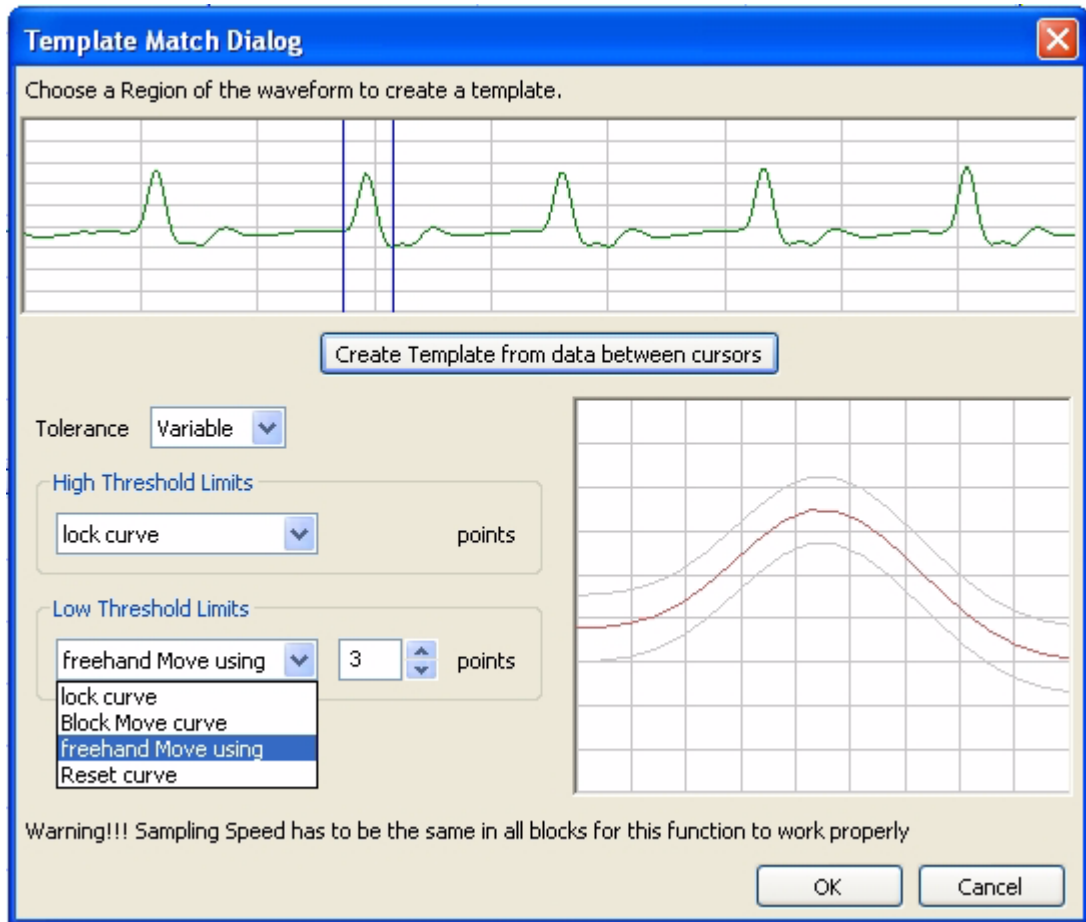 Template Match Dialog
Choose a Region of the waveform to create a template.
Create Template from data between cursors
Tolerance Variable
High Threshold Limits
lock curve points
Low Threshold Limits
freehand Move using 3 points
lock curve
Block Move curve
freehand Move using
Reset curve
Warning!!! Sampling Speed has to be the same in all blocks for this function to work properly
OK Cancel